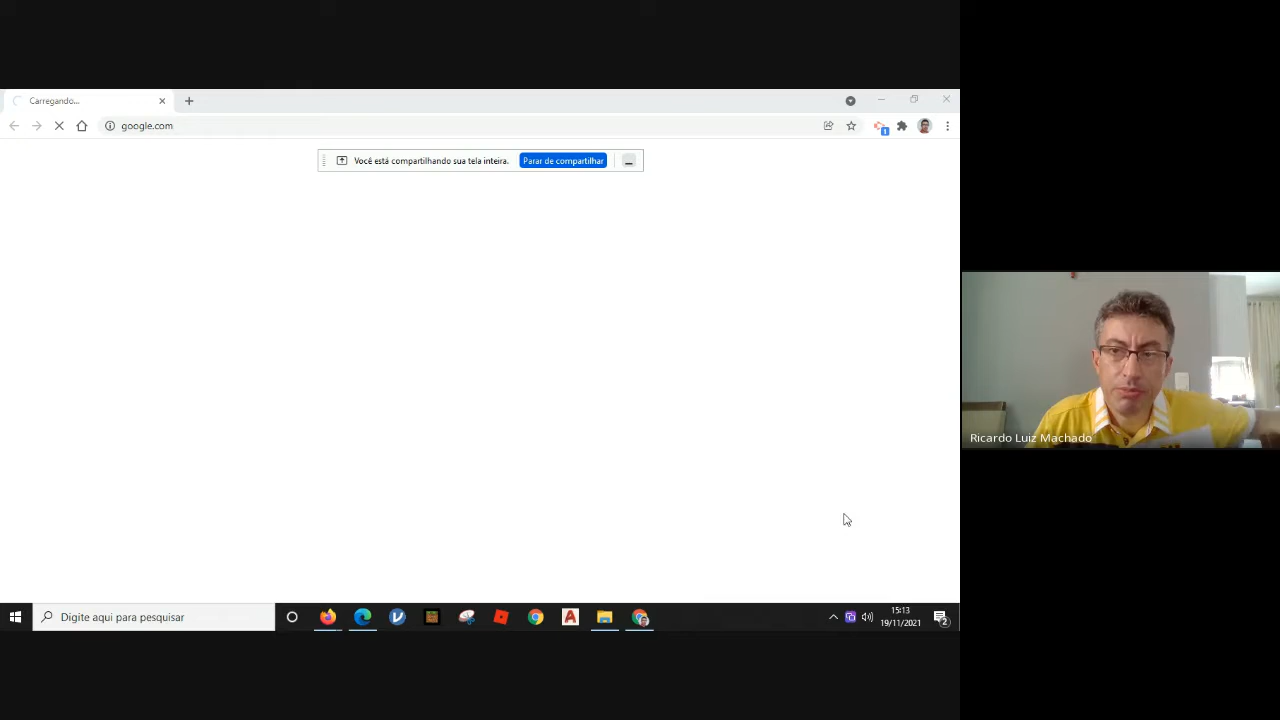 Carregando...
google.com
Você está compartilhando sua tela inteira. Parar de compartilhar
Ricardo Luiz Machado
Digite aqui para pesquisar
15:13
19/11/2021